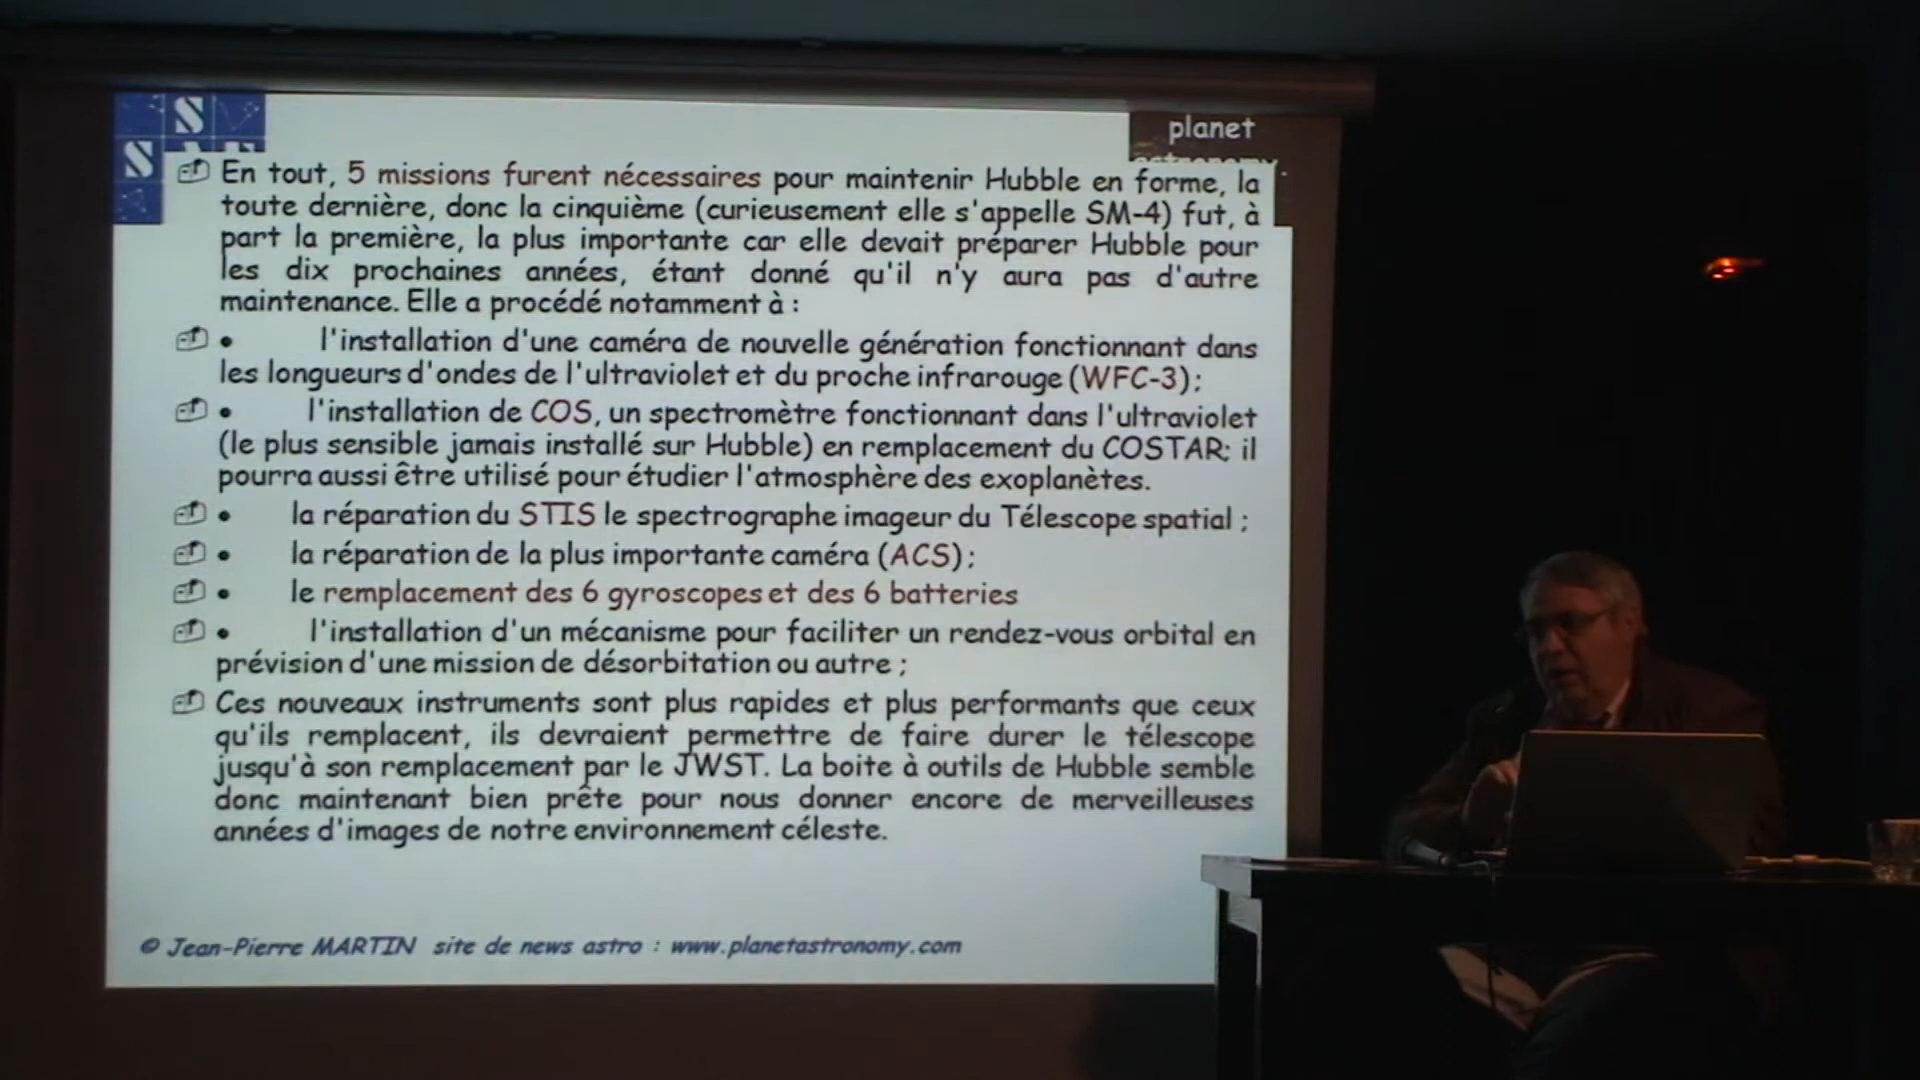 S
S
planet
astronomy
En tout, 5 missions furent nécessaires pour maintenir Hubble en forme, la
toute dernière, donc la cinquième (curieusement elle s'appelle SM-4) fut, à
part la première, la plus importante car elle devait préparer Hubble pour
les dix prochaines années, étant donné qu'il n'y aura pas d'autre
maintenance. Elle a procédé notamment à :
• l'installation d'une caméra de nouvelle génération fonctionnant dans
les longueurs d'ondes de l'ultraviolet et du proche infrarouge (WFC-3);
• l'installation de COS, un spectromètre fonctionnant dans l'ultraviolet
(le plus sensible jamais installé sur Hubble) en remplacement du COSTAR; il
pourra aussi être utilisé pour étudier l'atmosphère des exoplanètes.
• la réparation du STIS le spectrographe imageur du Télescope spatial ;
• la réparation de la plus importante caméra (ACS);
• le remplacement des 6 gyroscopes et des 6 batteries
• l'installation d'un mécanisme pour faciliter un rendez-vous orbital en
prévision d'une mission de désorbitation ou autre ;
Ces nouveaux instruments sont plus rapides et plus performants que ceux
qu'ils remplacent, ils devraient permettre de faire durer le télescope
jusqu'à son remplacement par le JWST. La boite à outils de Hubble semble
donc maintenant bien prête pour nous donner encore de merveilleuses
années d'images de notre environnement céleste.
© Jean-Pierre MARTIN site de news astro : www.planetastronomy.com